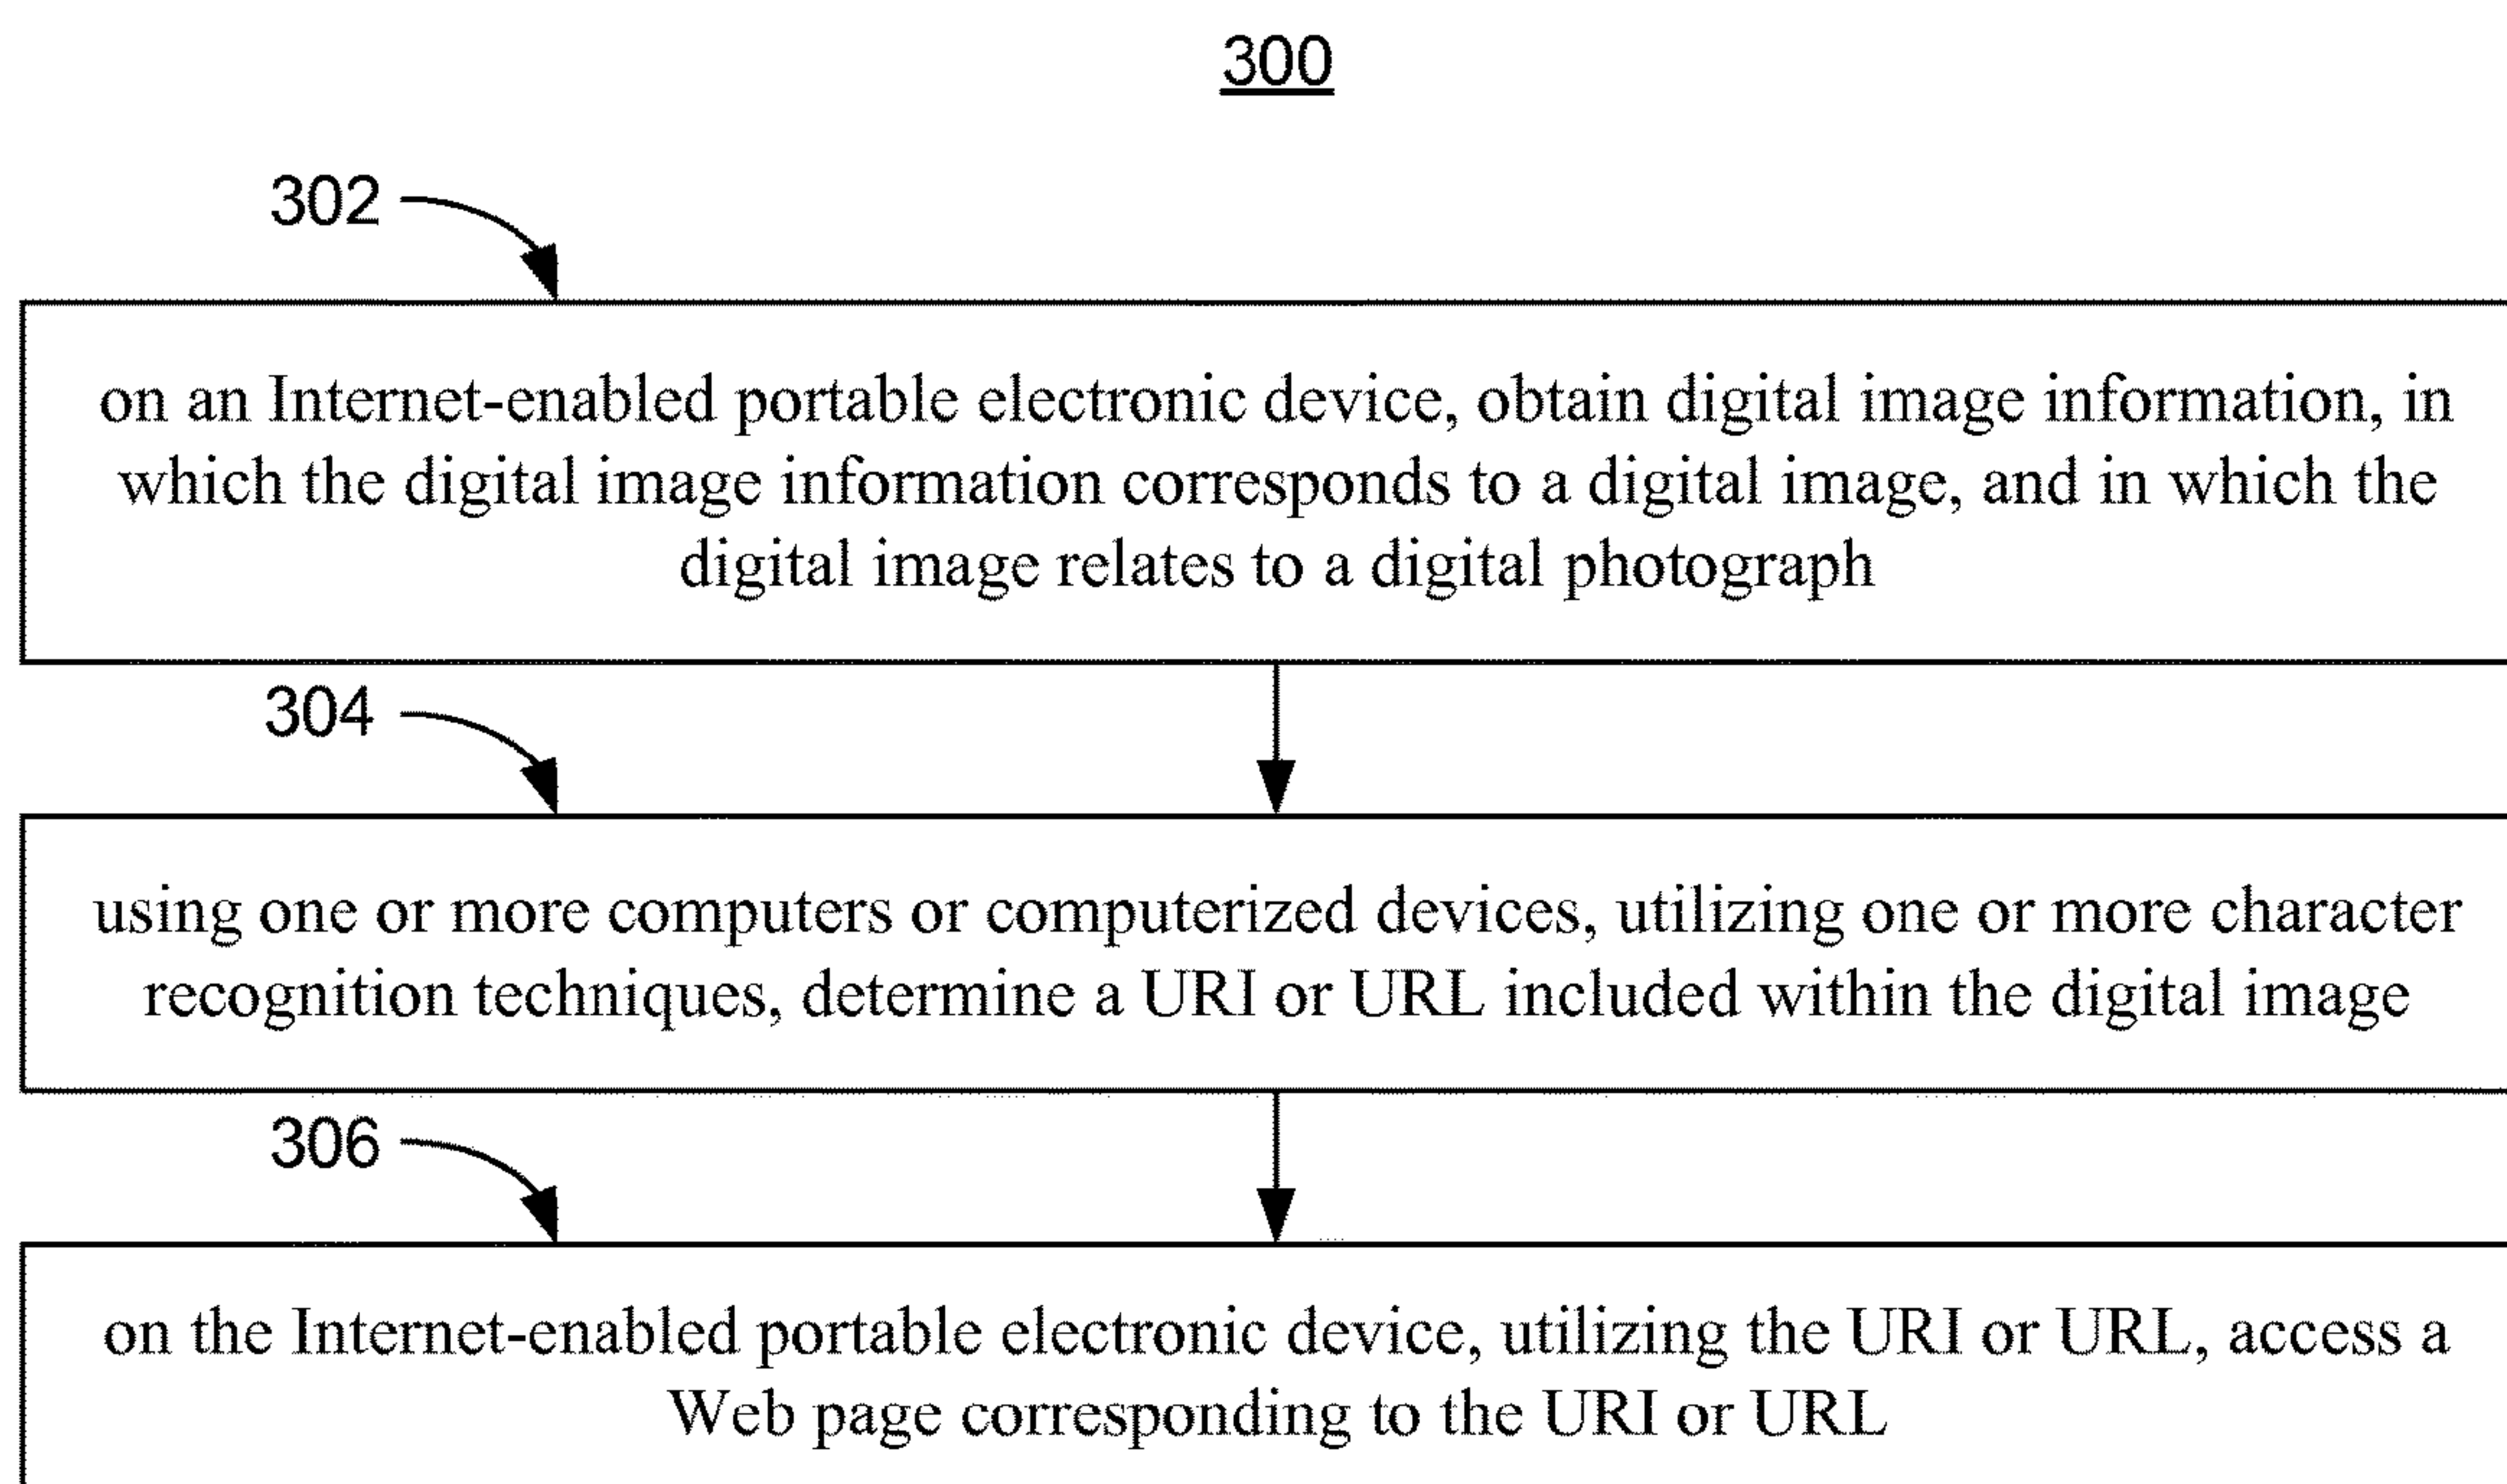 300
302
on an Internet-enabled portable electronic device, obtain digital image information, in
which the digital image information corresponds to a digital image, and in which the
digital image relates to a digital photograph
304
using one or more computers or computerized devices, utilizing one or more character
recognition techniques, determine a URI or URL included within the digital image
306
on the Internet-enabled portable electronic device, utilizing the URI or URL, access a
Web page corresponding to the URI or URL